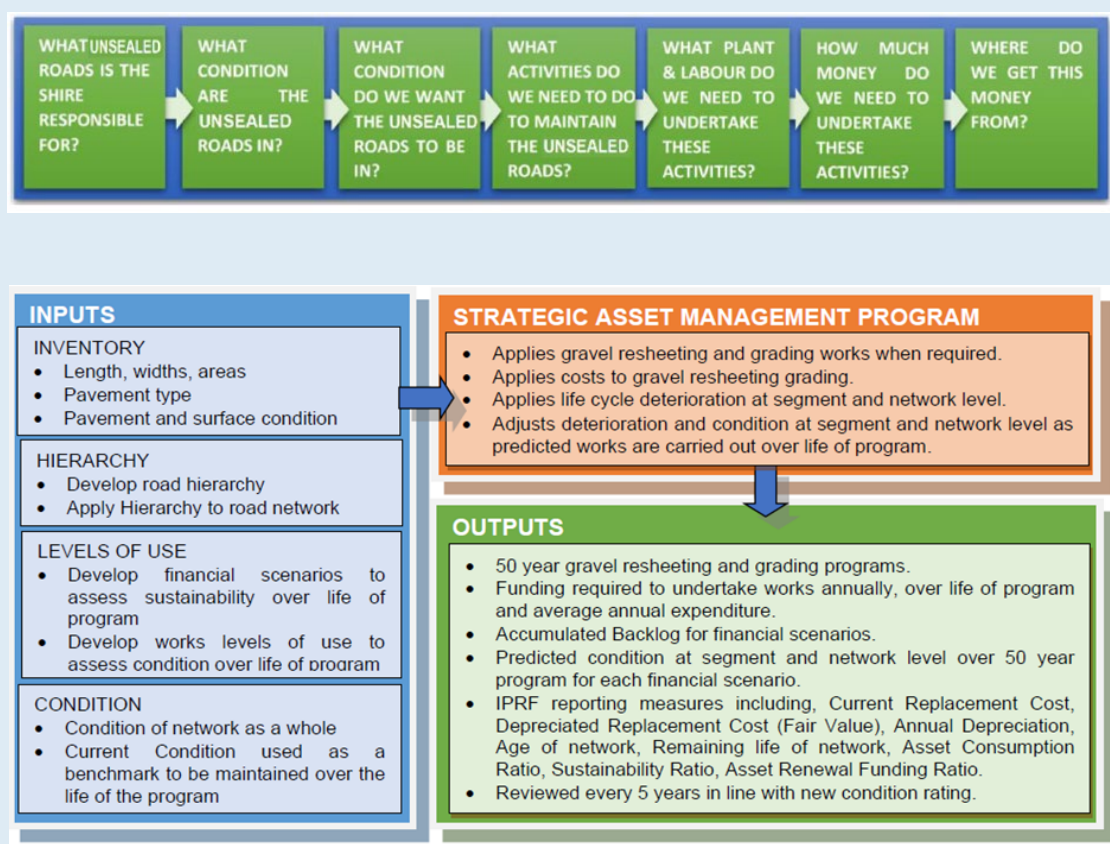 WHAT UNSEALED
ROADS IS THE
SHIRE
RESPONSIBLE
FOR?
WHAT
CONDITION
ARE THE
UNSEALED
ROADS IN?
WHAT
CONDITION
DO WE WANT
THE UNSEALED
ROADS TO BE
IN?
WHAT
ACTIVITIES DO
WE NEED TO DO
TO MAINTAIN
THE UNSEALED
ROADS?
WHAT PLANT
& LABOUR DO
WE NEED TO
UNDERTAKE
THESE
ACTIVITIES?
HOW MUCH
MONEY DO
WE NEED TO
UNDERTAKE
THESE
ACTIVITIES?
WHERE DO
WE GET THIS
MONEY
FROM?
INPUTS
INVENTORY
• Length, widths, areas
• Pavement type
• Pavement and surface condition
HIERARCHY
• Develop road hierarchy
• Apply Hierarchy to road network
LEVELS OF USE
• Develop financial scenarios to
assess sustainability over life of
program
• Develop works levels of use to
assess condition over life of program
CONDITION
• Condition of network as a whole
• Current Condition used as a
benchmark to be maintained over the
life of the program
STRATEGIC ASSET MANAGEMENT PROGRAM
• Applies gravel resheeting and grading works when required.
• Applies costs to gravel resheeting grading.
• Applies life cycle deterioration at segment and network level.
• Adjusts deterioration and condition at segment and network level as
predicted works are carried out over life of program.
OUTPUTS
• 50 year gravel resheeting and grading programs.
• Funding required to undertake works annually, over life of program
and average annual expenditure.
• Accumulated Backlog for financial scenarios.
• Predicted condition at segment and network level over 50 year
program for each financial scenario.
• IPRF reporting measures including, Current Replacement Cost,
Depreciated Replacement Cost (Fair Value), Annual Depreciation,
Age of network, Remaining life of network, Asset Consumption
Ratio, Sustainability Ratio, Asset Renewal Funding Ratio.
• Reviewed every 5 years in line with new condition rating.